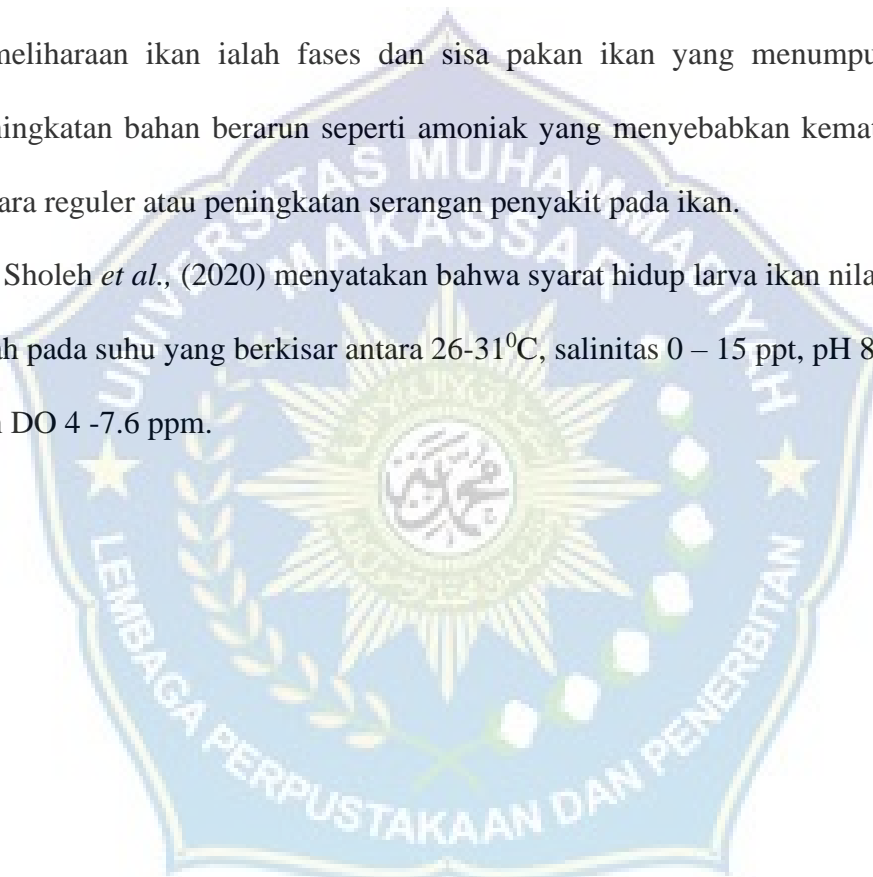 meliharaan ikan ialah fases dan sisa pakan ikan yang menumpu
ningkatan bahan berarun seperti amoniak yang menyebabkan kema
ara reguler atau peningkatan serangan penyakit pada ikan.
Sholeh et al., (2020) menyatakan bahwa syarat hidup larva ikan nila
ah pada suhu yang berkisar antara 26-31⁰C, salinitas 0 – 15 ppt, pH 8
DO 4 -7.6 ppm.
UNIVERSITAS MUHAMMADIYAH
MAKASSAR
LEMBAGA PERPUSTAKAAN DAN PENERBITAN